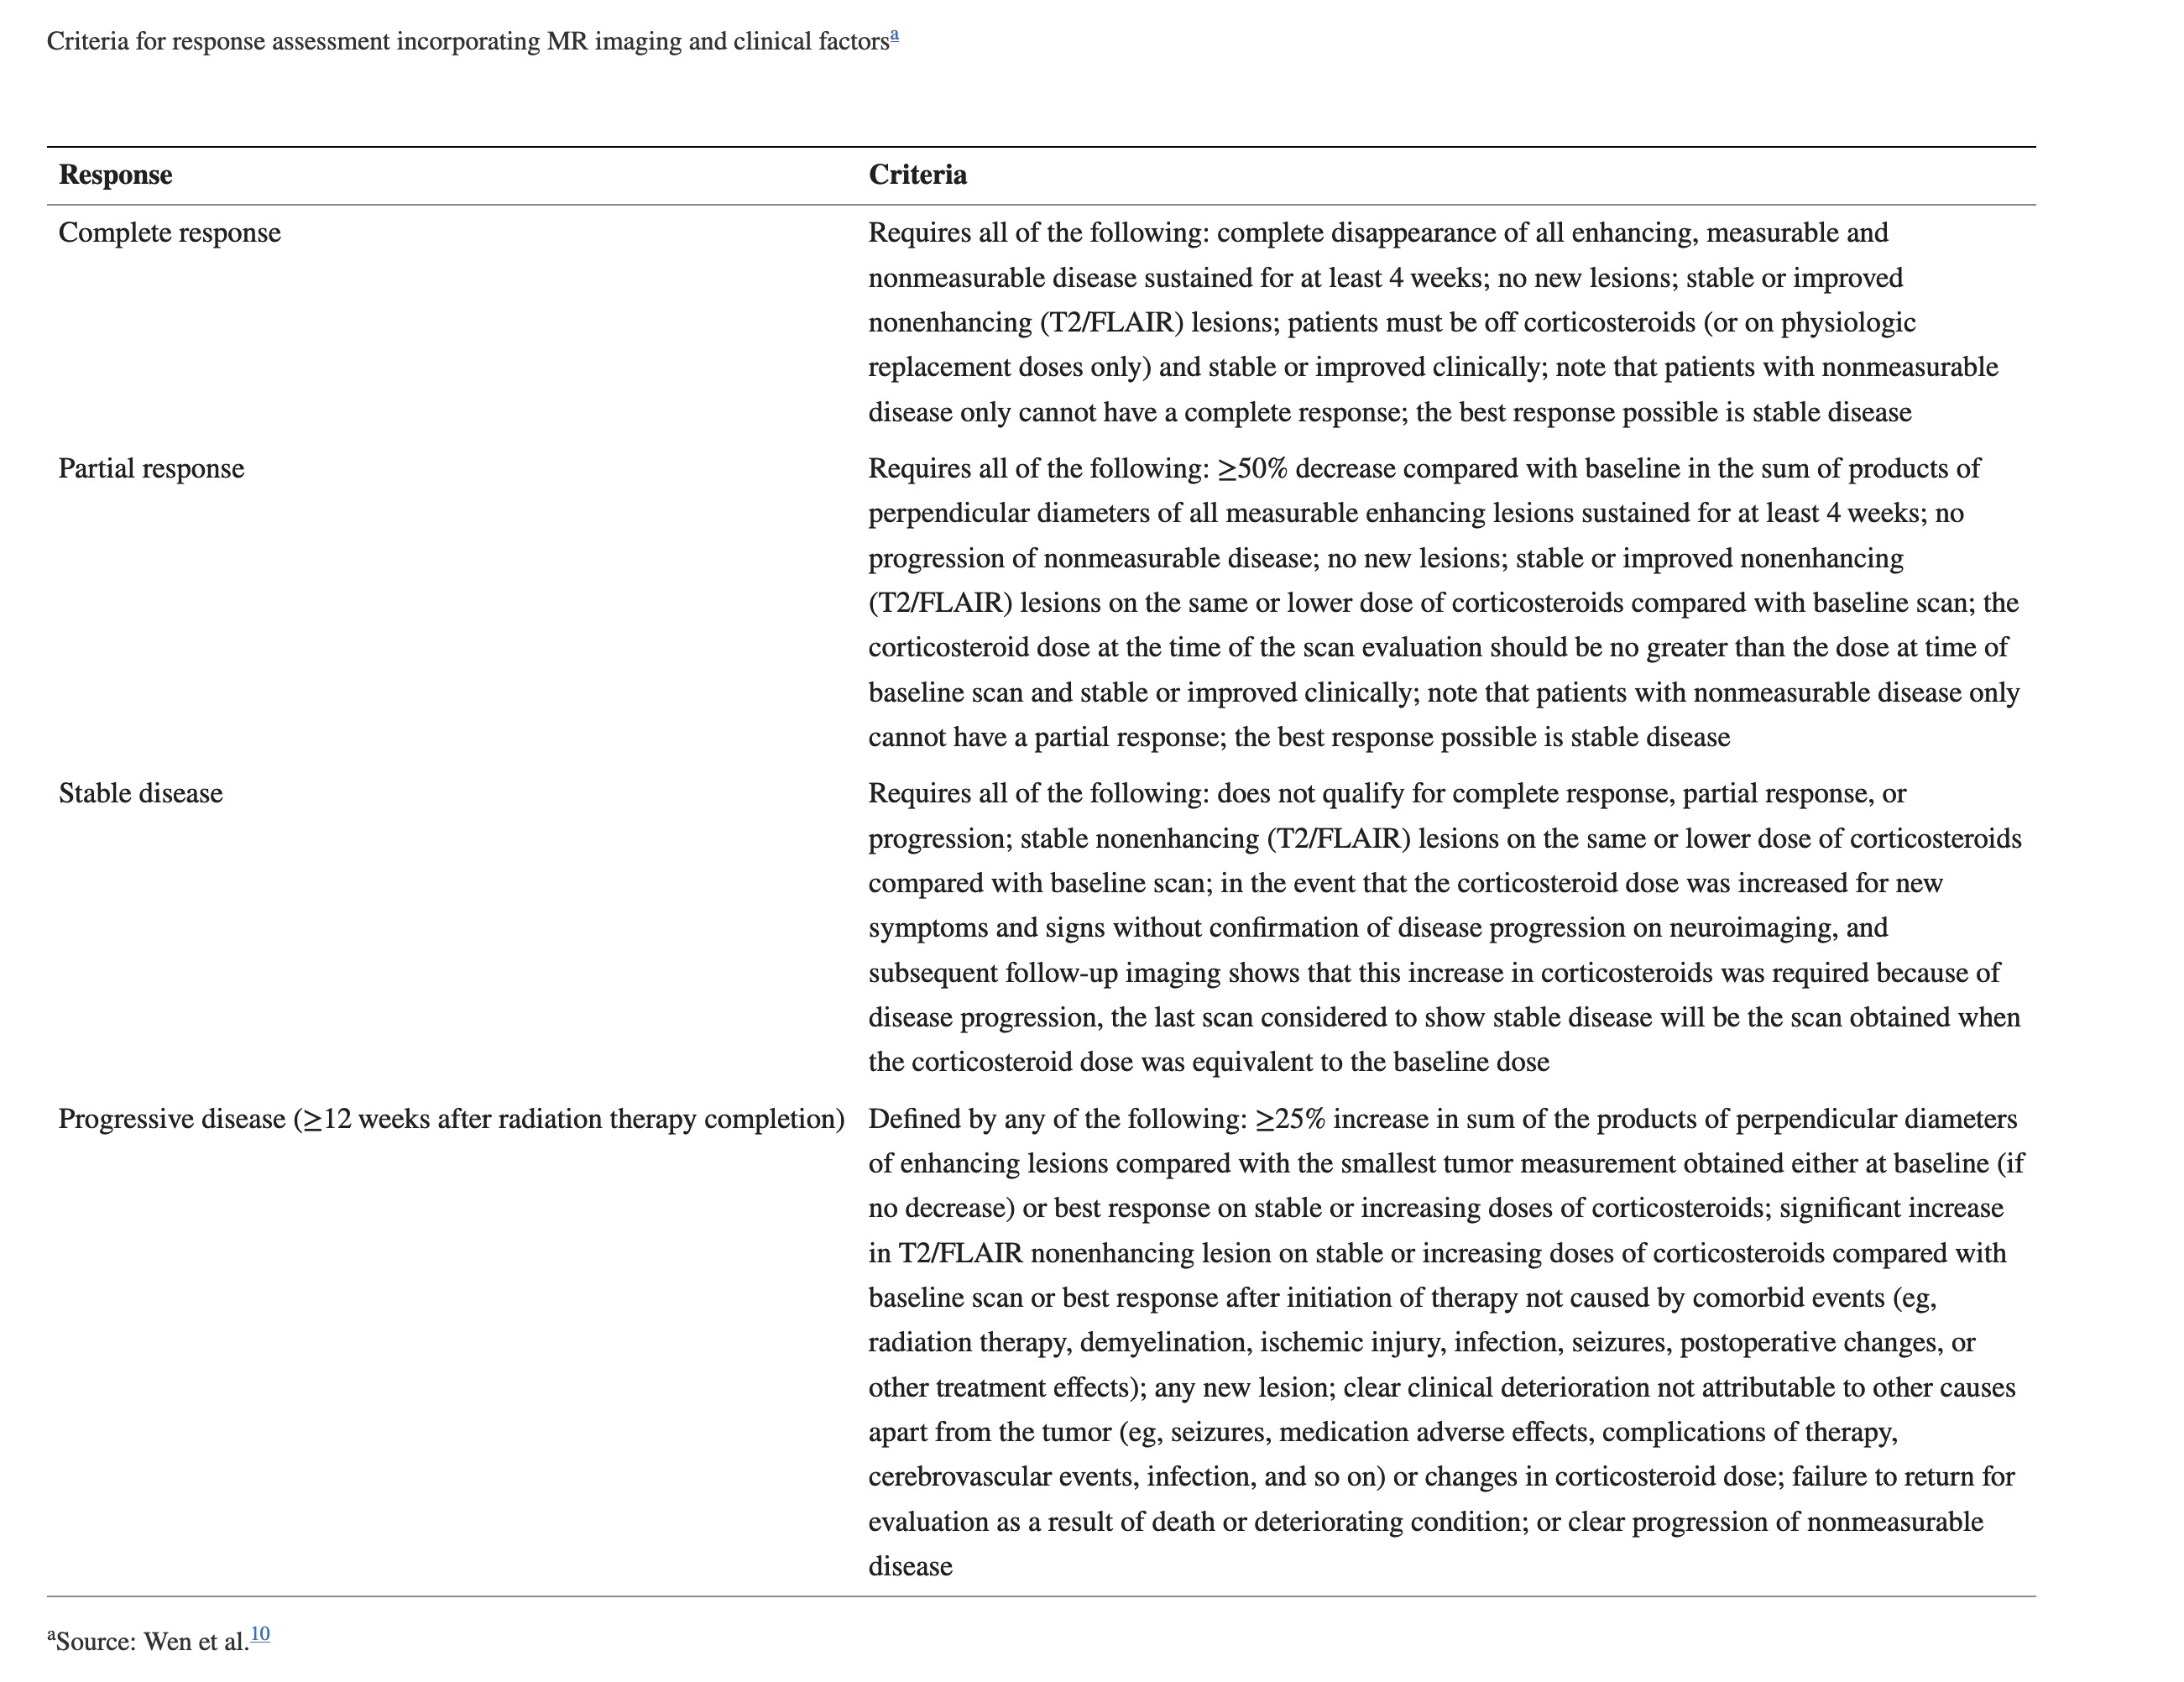 Criteria for response assessment incorporating MR imaging and clinical factorsa
Response Criteria
Complete response Requires all of the following: complete disappearance of all enhancing, measurable and
nonmeasurable disease sustained for at least 4 weeks; no new lesions; stable or improved
nonenhancing (T2/FLAIR) lesions; patients must be off corticosteroids (or on physiologic
replacement doses only) and stable or improved clinically; note that patients with nonmeasurable
disease only cannot have a complete response; the best response possible is stable disease
Partial response Requires all of the following: ≥50% decrease compared with baseline in the sum of products of
perpendicular diameters of all measurable enhancing lesions sustained for at least 4 weeks; no
progression of nonmeasurable disease; no new lesions; stable or improved nonenhancing
(T2/FLAIR) lesions on the same or lower dose of corticosteroids compared with baseline scan; the
corticosteroid dose at the time of the scan evaluation should be no greater than the dose at time of
baseline scan and stable or improved clinically; note that patients with nonmeasurable disease only
cannot have a partial response; the best response possible is stable disease
Stable disease Requires all of the following: does not qualify for complete response, partial response, or
progression; stable nonenhancing (T2/FLAIR) lesions on the same or lower dose of corticosteroids
compared with baseline scan; in the event that the corticosteroid dose was increased for new
symptoms and signs without confirmation of disease progression on neuroimaging, and
subsequent follow-up imaging shows that this increase in corticosteroids was required because of
disease progression, the last scan considered to show stable disease will be the scan obtained when
the corticosteroid dose was equivalent to the baseline dose
Progressive disease (≥12 weeks after radiation therapy completion) Defined by any of the following: ≥25% increase in sum of the products of perpendicular diameters
of enhancing lesions compared with the smallest tumor measurement obtained either at baseline (if
no decrease) or best response on stable or increasing doses of corticosteroids; significant increase
in T2/FLAIR nonenhancing lesion on stable or increasing doses of corticosteroids compared with
baseline scan or best response after initiation of therapy not caused by comorbid events (eg,
radiation therapy, demyelination, ischemic injury, infection, seizures, postoperative changes, or
other treatment effects); any new lesion; clear clinical deterioration not attributable to other causes
apart from the tumor (eg, seizures, medication adverse effects, complications of therapy,
cerebrovascular events, infection, and so on) or changes in corticosteroid dose; failure to return for
evaluation as a result of death or deteriorating condition; or clear progression of nonmeasurable
disease
aSource: Wen et al.10